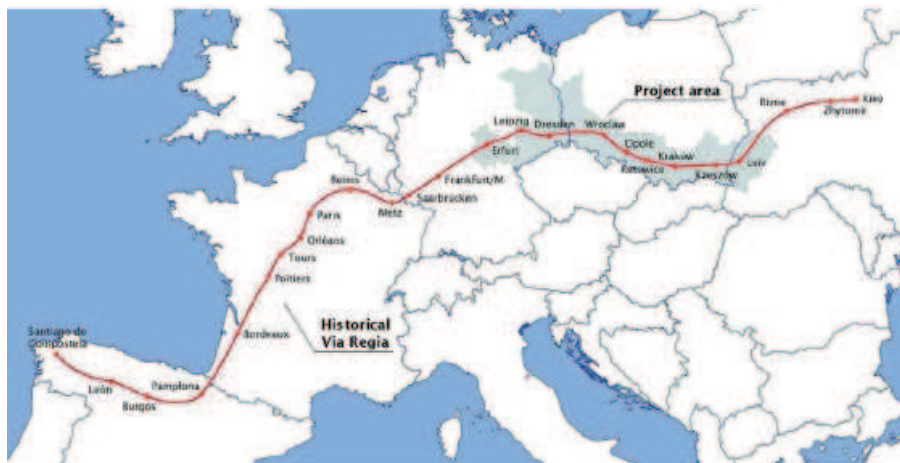 Project area
Kiev
Rivne
Zhytomir
Leipzig
Dresden
Wroclaw
Erfurt
Opole
Kraków
Lviv
Katowice
Rzeszów
Frankfurt/M
Reims
Saarbrücken
Metz
Paris
Orléans
Tours
Poitiers
Historical
Via Regia
Bordeaux
Santiago de
Compostela
Pamplona
León
Burgos